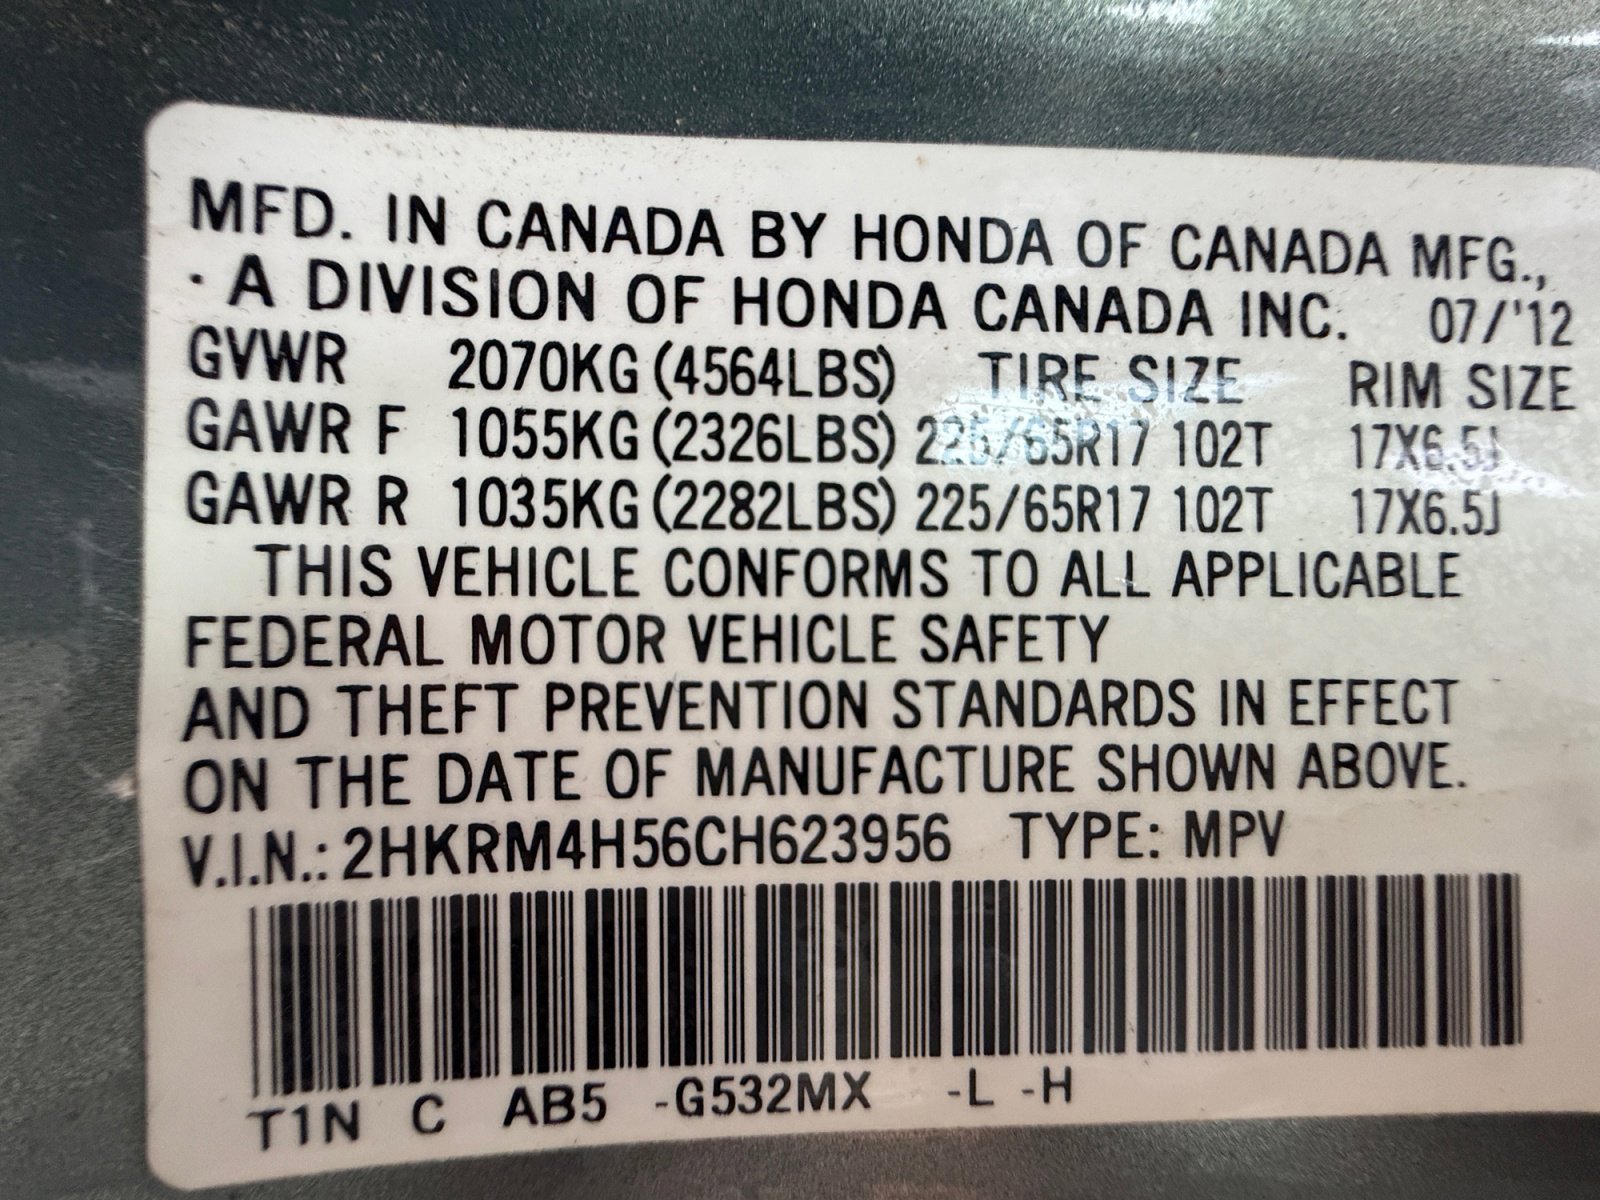 MFD. IN CANADA BY HONDA OF CANADA MFG.,
· A DIVISION OF HONDA CANADA INC. 07/'12
GVWR 2070KG (4564LBS) TIRE SIZE RIM SIZE
GAWR F 1055KG (2326LBS) 225/65R17 102T 17X6.5J
GAWR R 1035KG (2282LBS) 225/65R17 102T 17X6.5J
THIS VEHICLE CONFORMS TO ALL APPLICABLE
FEDERAL MOTOR VEHICLE SAFETY
AND THEFT PREVENTION STANDARDS IN EFFECT
ON THE DATE OF MANUFACTURE SHOWN ABOVE.
V.I.N.: 2HKRM4H56CH623956 TYPE: MPV
T1N C AB5 -G532MX -L -H